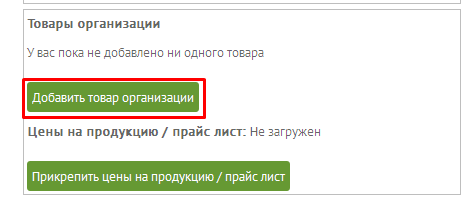 Товары организации
У вас пока не добавлено ни одного товара
Добавить товар организации
Цены на продукцию / прайс лист: Не загружен
Прикрепить цены на продукцию / прайс лист